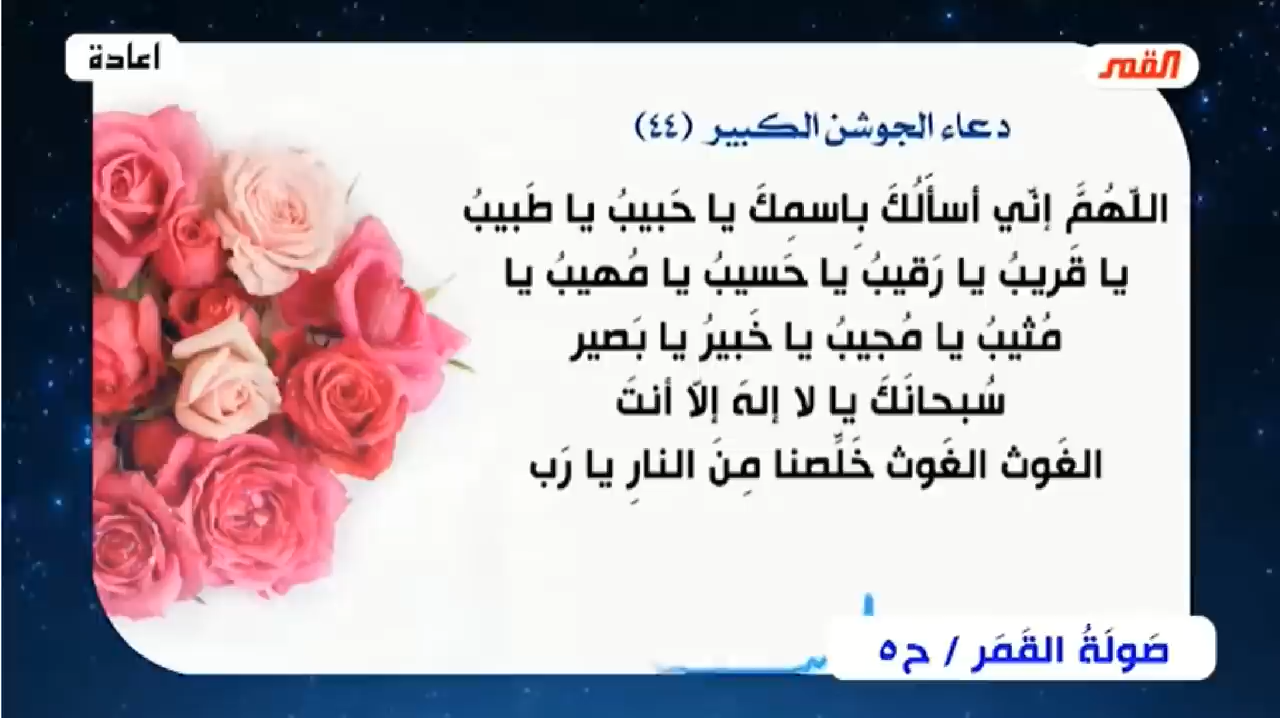 اعادة
القمر
دعاء الجوشن الكبير (٤٤)
اللّهُمَّ إنّي أسأَلُكَ بِاسمِكَ يا حَبيبُ يا طَبيبُ
يا قَريبُ يا رَقيبُ يا حَسيبُ يا مُهيبُ يا
مُثيبُ يا مُجيبُ يا خَبيرُ يا بَصير
سُبحانَكَ يا لا إلهَ إلاّ أنتَ
الغَوث الغَوث خَلِّصنا مِنَ النارِ يا رَب
صَولَةُ القَمَر / ح٥